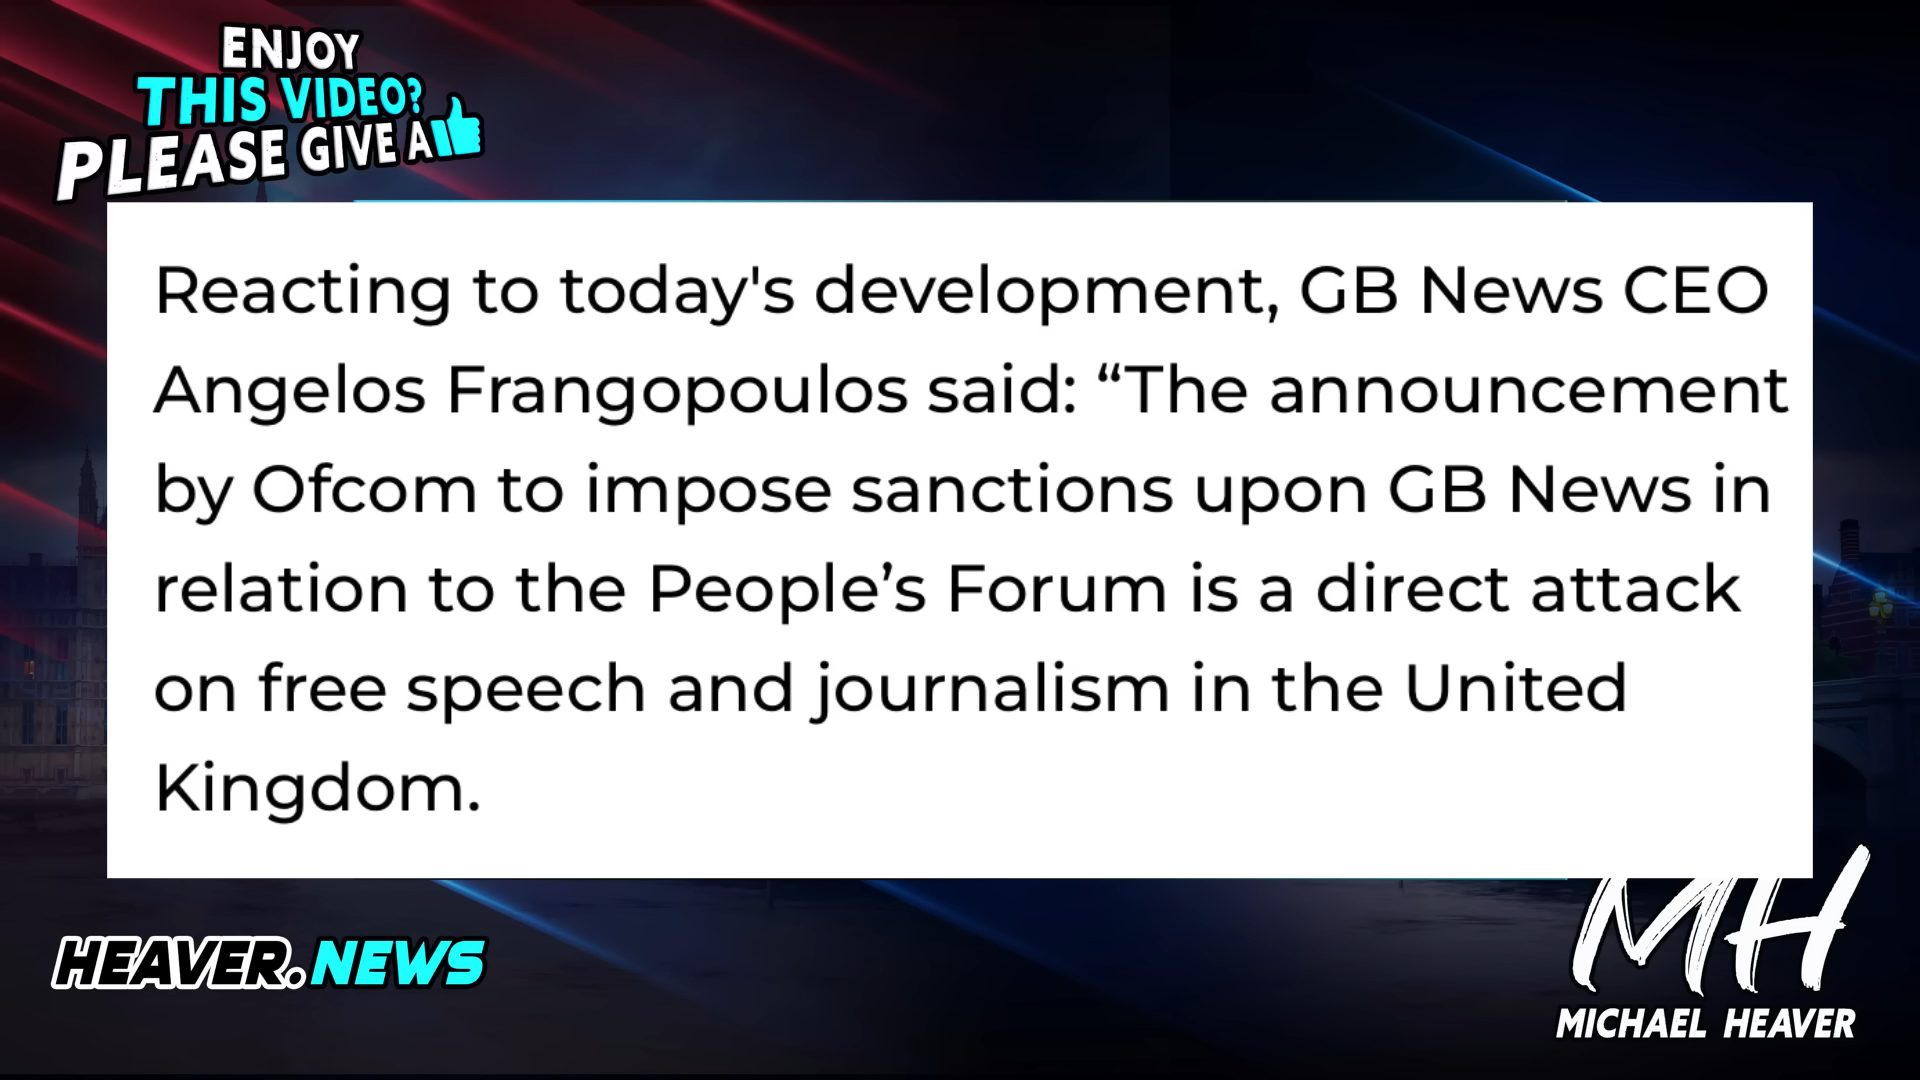 ENJOY
THIS VIDEO?
PLEASE GIVE A
Reacting to today's development, GB News CEO
Angelos Frangopoulos said: “The announcement
by Ofcom to impose sanctions upon GB News in
relation to the People’s Forum is a direct attack
on free speech and journalism in the United
Kingdom.
HEAVER.NEWS
MH
MICHAEL HEAVER